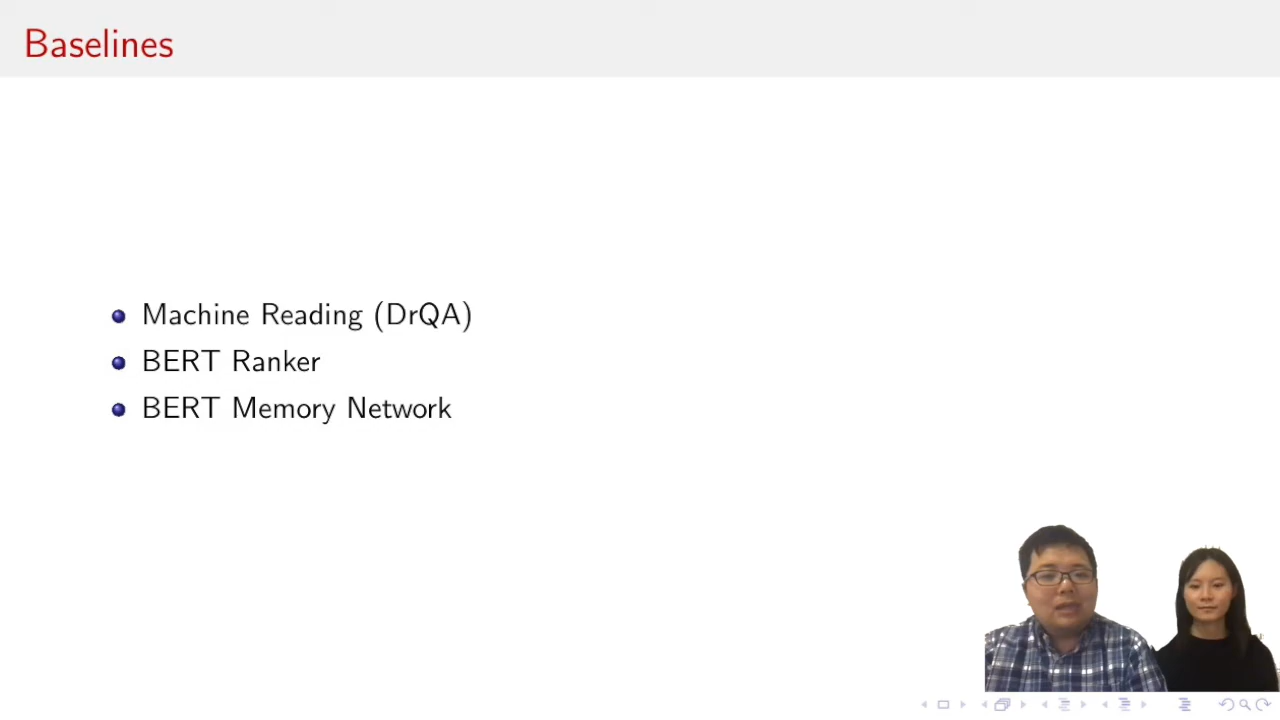 Baselines
Machine Reading (DrQA)
BERT Ranker
BERT Memory Network